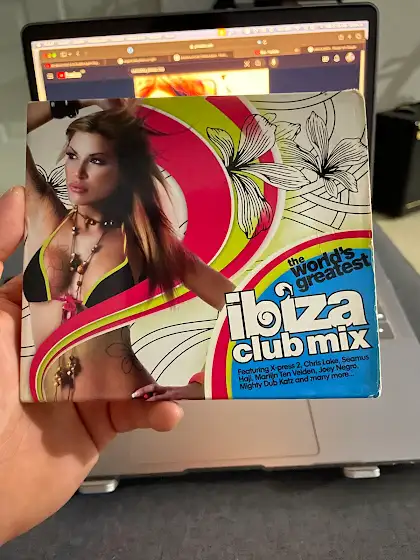 the world's
greatest
ibiza
club mix
Featuring X-press 2, Chris Lake, Seamus
Haji, Marijn Ten Velden, Joey Negro,
Mighty Dub Katz and many more...